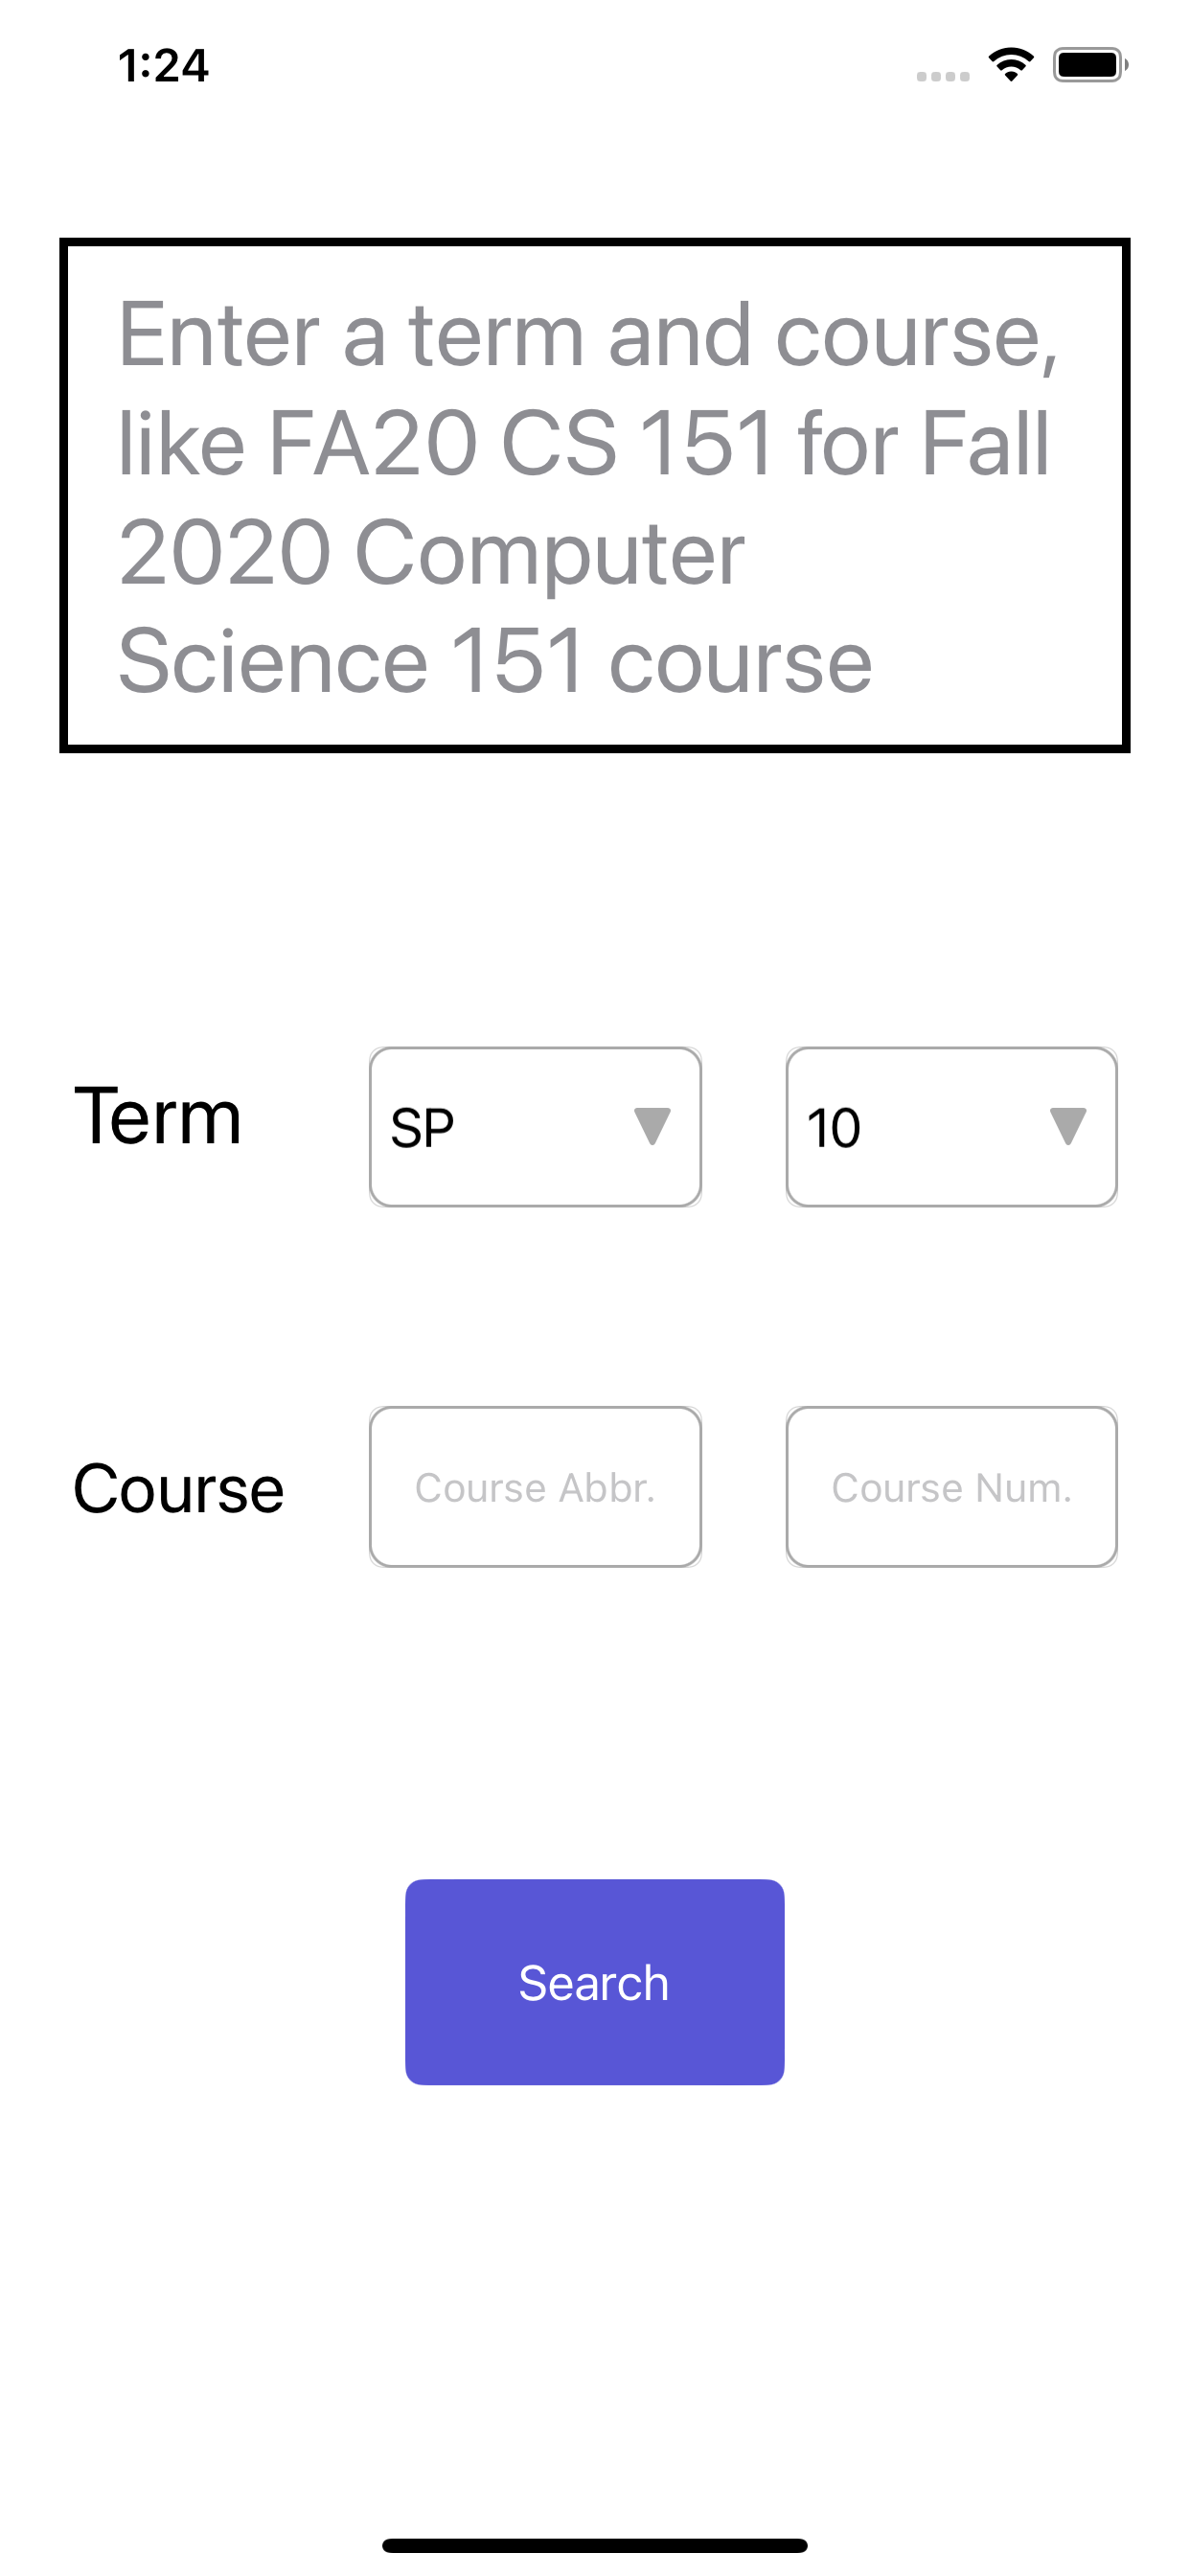 1:24
Enter a term and course,
like FA20 CS 151 for Fall
2020 Computer
Science 151 course
Term SP 10
Course Course Abbr. Course Num.
Search